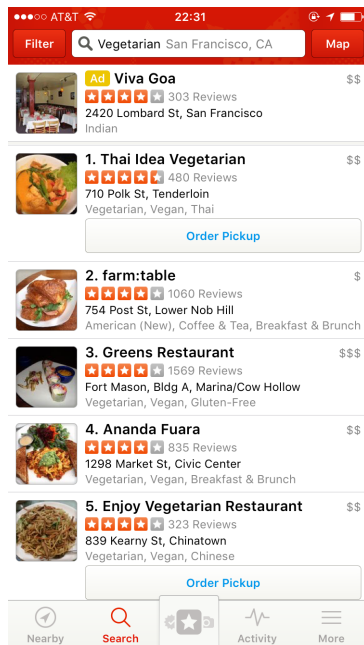 AT&T 22:31
Filter Vegetarian San Francisco, CA Map
Ad Viva Goa $$
303 Reviews
2420 Lombard St, San Francisco
Indian
1. Thai Idea Vegetarian $$
480 Reviews
710 Polk St, Tenderloin
Vegetarian, Vegan, Thai
Order Pickup
2. farm:table $
1060 Reviews
754 Post St, Lower Nob Hill
American (New), Coffee & Tea, Breakfast & Brunch
3. Greens Restaurant $$$
1569 Reviews
Fort Mason, Bldg A, Marina/Cow Hollow
Vegetarian, Vegan, Gluten-Free
4. Ananda Fuara $$
835 Reviews
1298 Market St, Civic Center
Vegetarian, Vegan, Breakfast & Brunch
5. Enjoy Vegetarian Restaurant $$
323 Reviews
839 Kearny St, Chinatown
Vegetarian, Vegan, Chinese
Order Pickup
Nearby Search Activity More